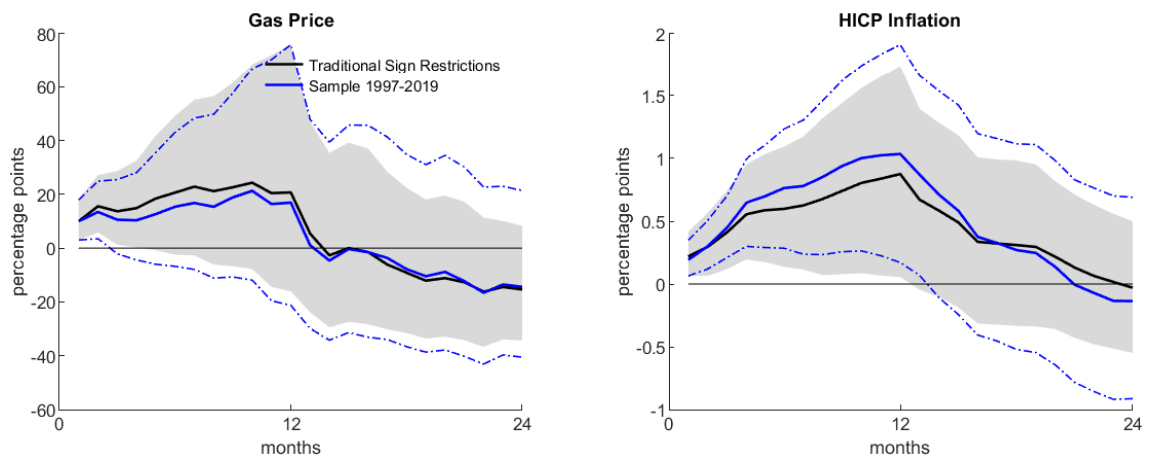 Gas Price
80
60
40
20
0
-20
-40
-60
percentage points
0
12
24
months
Traditional Sign Restrictions
Sample 1997-2019
HICP Inflation
2
1.5
1
0.5
0
-0.5
-1
percentage points
0
12
24
months